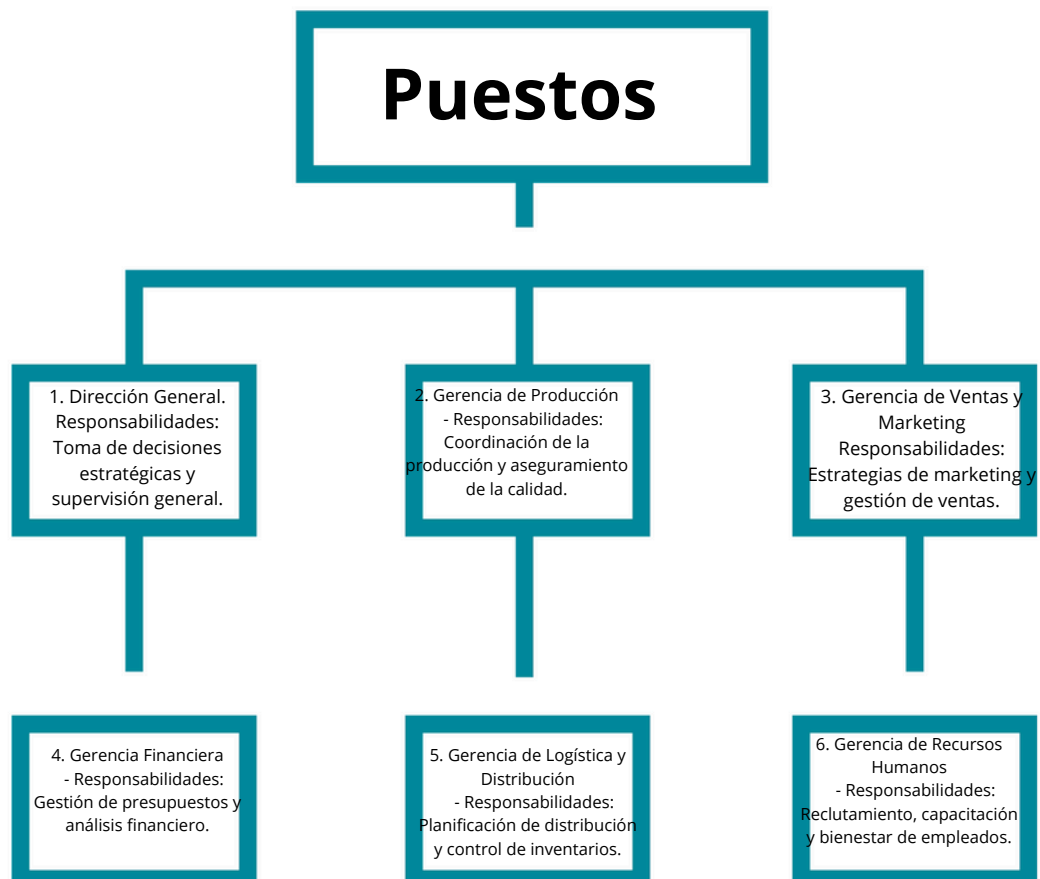 Puestos
1. Dirección General.
Responsabilidades:
Toma de decisiones
estratégicas y
supervisión general.
2. Gerencia de Producción
- Responsabilidades:
Coordinación de la
producción y aseguramiento
de la calidad.
3. Gerencia de Ventas y
Marketing
Responsabilidades:
Estrategias de marketing y
gestión de ventas.
4. Gerencia Financiera
- Responsabilidades:
Gestión de presupuestos y
análisis financiero.
5. Gerencia de Logística y
Distribución
- Responsabilidades:
Planificación de distribución
y control de inventarios.
6. Gerencia de Recursos
Humanos
- Responsabilidades:
Reclutamiento, capacitación
y bienestar de empleados.